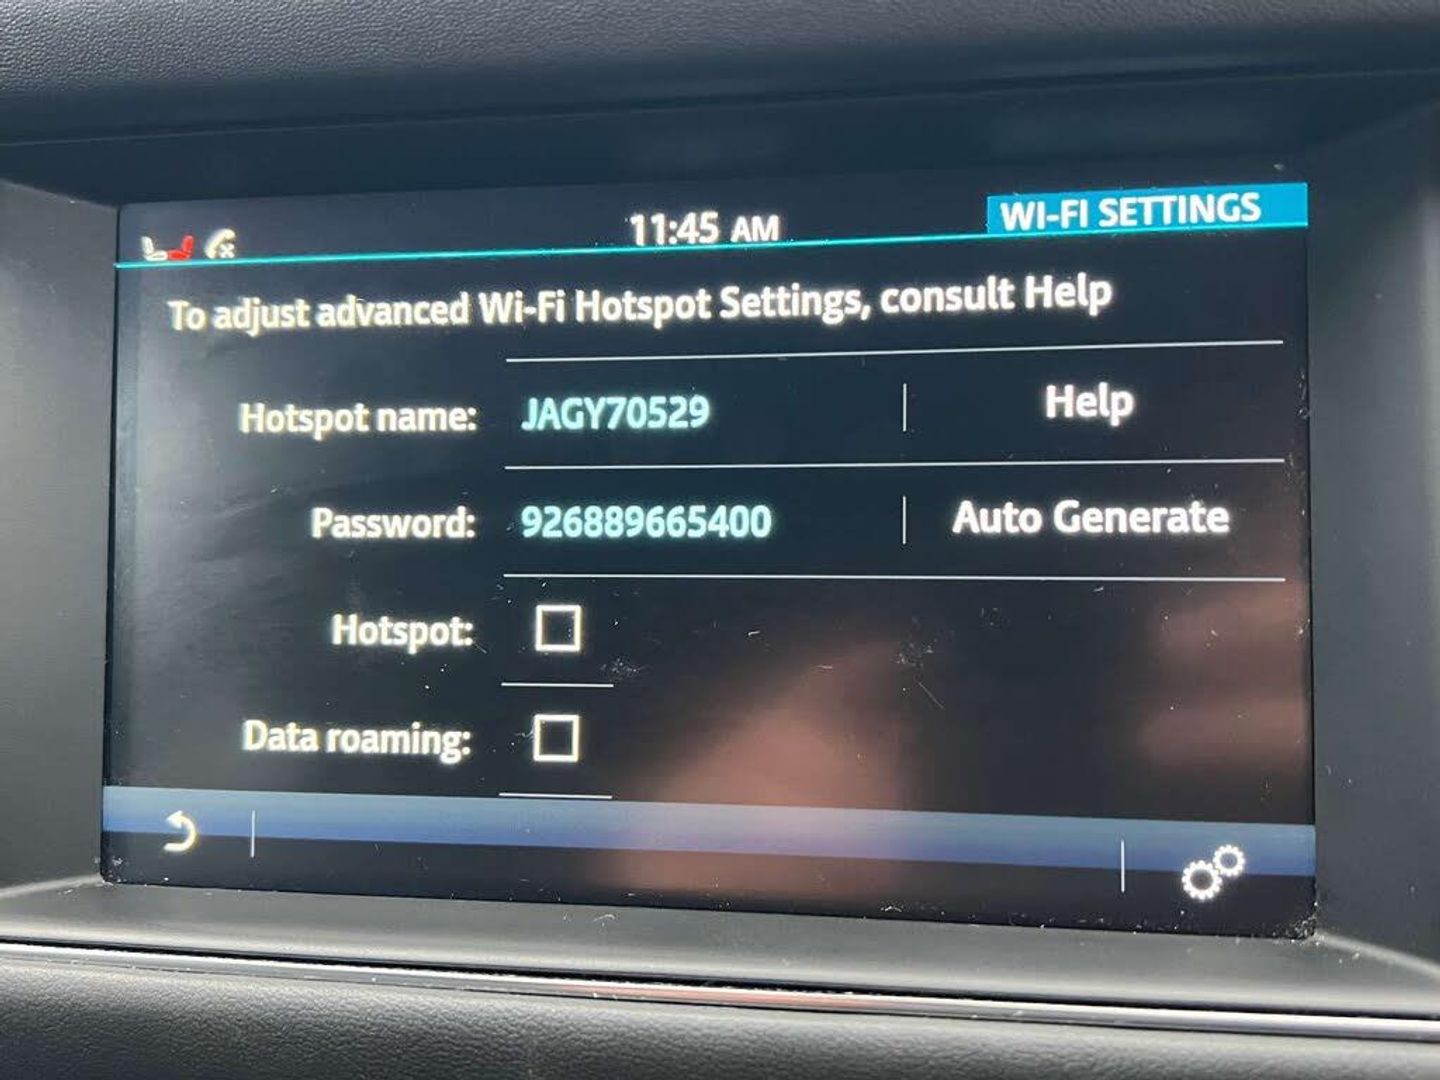 11:45 AM
WI-FI SETTINGS
To adjust advanced Wi-Fi Hotspot Settings, consult Help
Hotspot name: JAGY70529 Help
Password: 926889665400 Auto Generate
Hotspot:
Data roaming: